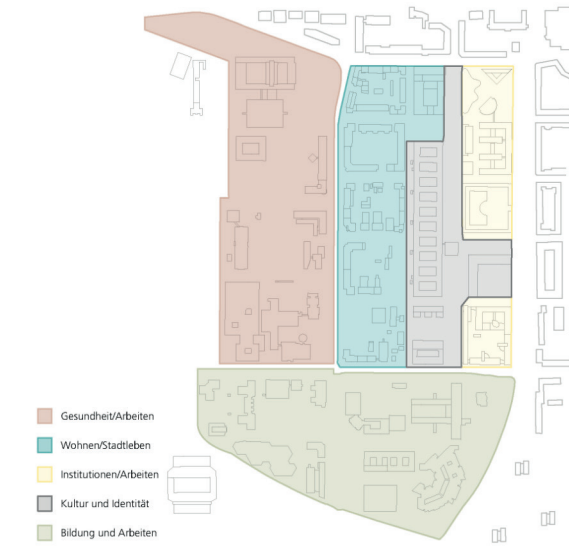 Gesundheit/Arbeiten
Wohnen/Stadtleben
Institutionen/Arbeiten
Kultur und Identität
Bildung und Arbeiten